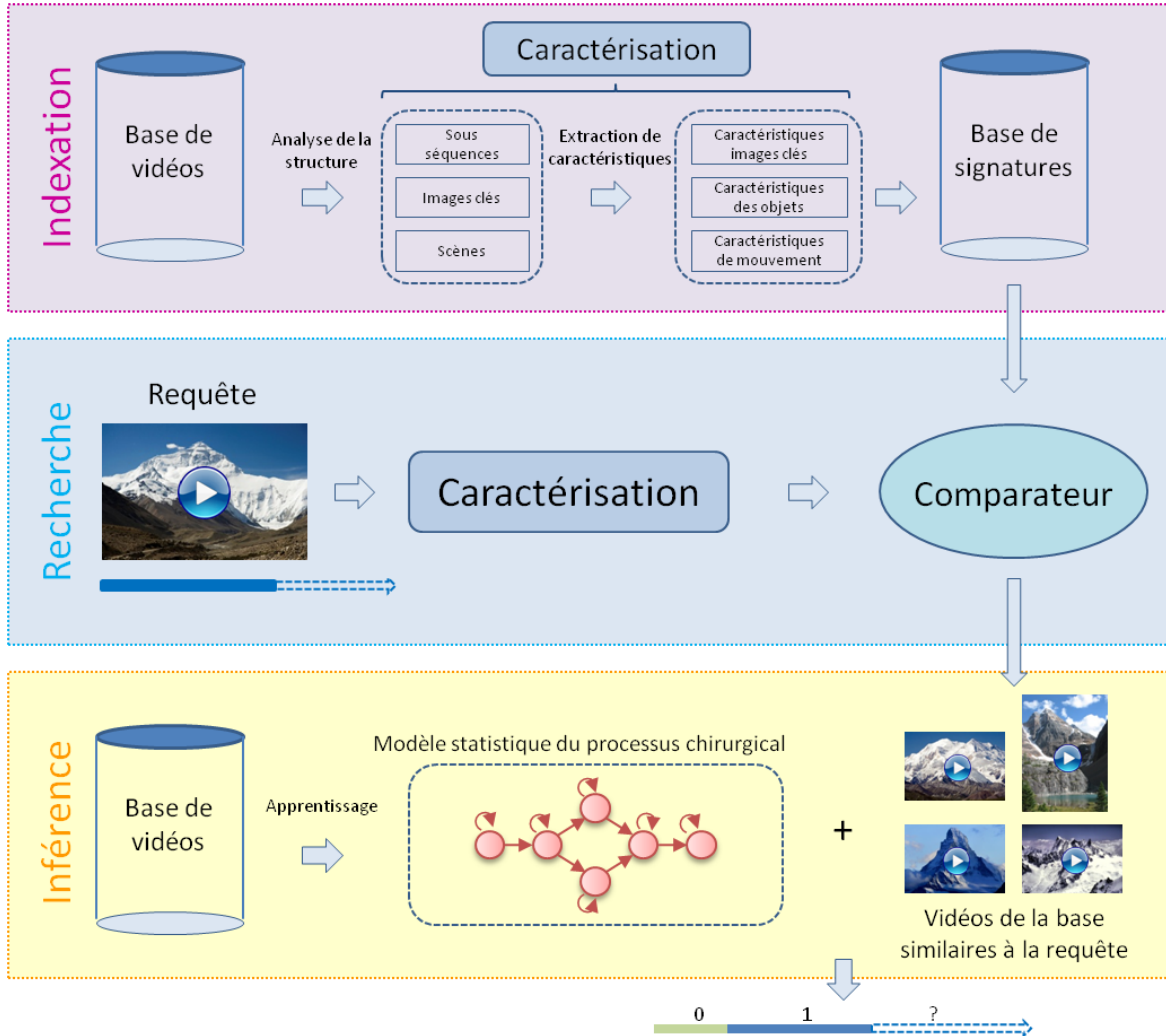 Indexation
Caractérisation
Base de
vidéos
Analyse de la
structure
Sous
séquences
Images clés
Scènes
Extraction de
caractéristiques
Caractéristiques
images clés
Caractéristiques
des objets
Caractéristiques
de mouvement
Base de
signatures
Recherche
Requête
Caractérisation
Comparateur
Inférence
Base de
vidéos
Apprentissage
Modèle statistique du processus chirurgical
+
Vidéos de la base
similaires à la requête
0 1 ?